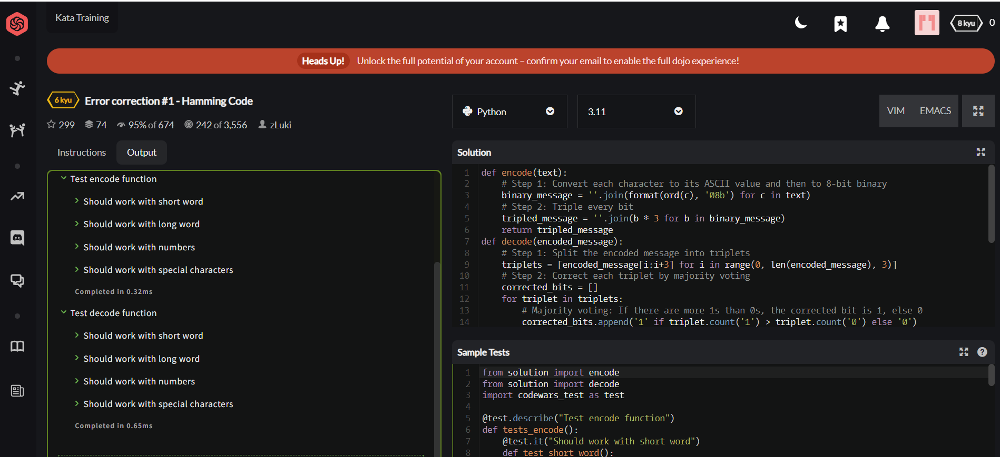 Kata Training
8 kyu
0
Heads Up! Unlock the full potential of your account – confirm your email to enable the full dojo experience!
6 kyu Error correction #1 - Hamming Code
299 74 95% of 674 242 of 3,556 zLuki
Instructions Output
Test encode function
Should work with short word
Should work with long word
Should work with numbers
Should work with special characters
Completed in 0.32ms
Test decode function
Should work with short word
Should work with long word
Should work with numbers
Should work with special characters
Completed in 0.65ms
Python 3.11 VIM EMACS
Solution
1 def encode(text):
2 # Step 1: Convert each character to its ASCII value and then to 8-bit binary
3 binary_message = ''.join(format(ord(c), '08b') for c in text)
4 # Step 2: Triple every bit
5 tripled_message = ''.join(b * 3 for b in binary_message)
6 return tripled_message
7 def decode(encoded_message):
8 # Step 1: Split the encoded message into triplets
9 triplets = [encoded_message[i:i+3] for i in range(0, len(encoded_message), 3)]
10 # Step 2: Correct each triplet by majority voting
11 corrected_bits = []
12 for triplet in triplets:
13 # Majority voting: If there are more 1s than 0s, the corrected bit is 1, else 0
14 corrected_bits.append('1' if triplet.count('1') > triplet.count('0') else '0')
Sample Tests
?
1 from solution import encode
2 from solution import decode
3 import codewars_test as test
4
5 @test.describe("Test encode function")
6 def tests_encode():
7 @test.it("Should work with short word")
8 def test_short_word():